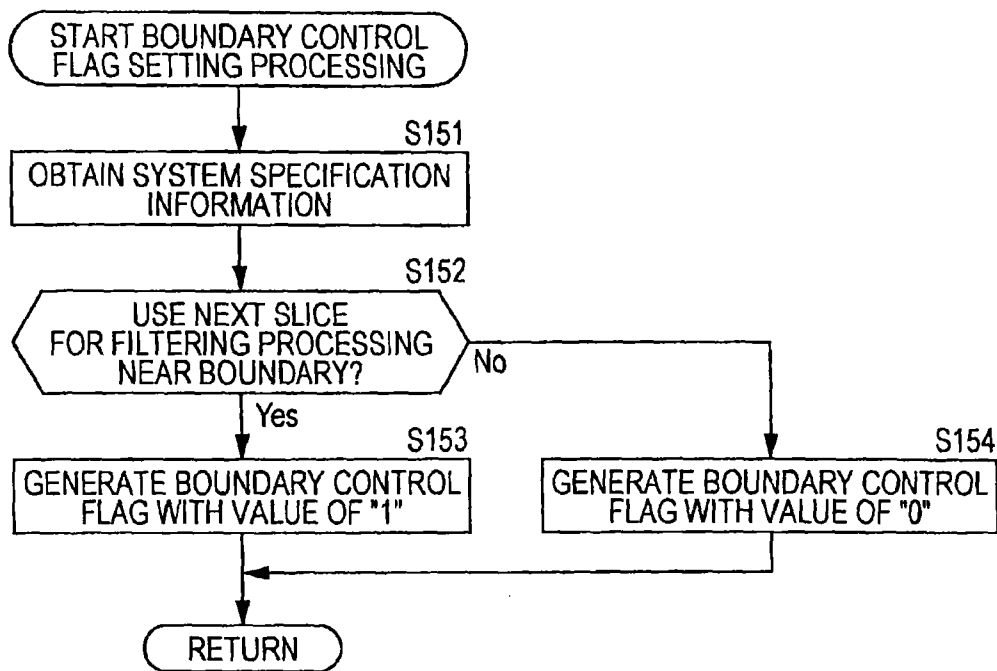 START BOUNDARY CONTROL
FLAG SETTING PROCESSING
S151
OBTAIN SYSTEM SPECIFICATION
INFORMATION
S152
USE NEXT SLICE
FOR FILTERING PROCESSING
NEAR BOUNDARY?
No
Yes
S153
GENERATE BOUNDARY CONTROL
FLAG WITH VALUE OF "1"
S154
GENERATE BOUNDARY CONTROL
FLAG WITH VALUE OF "0"
RETURN